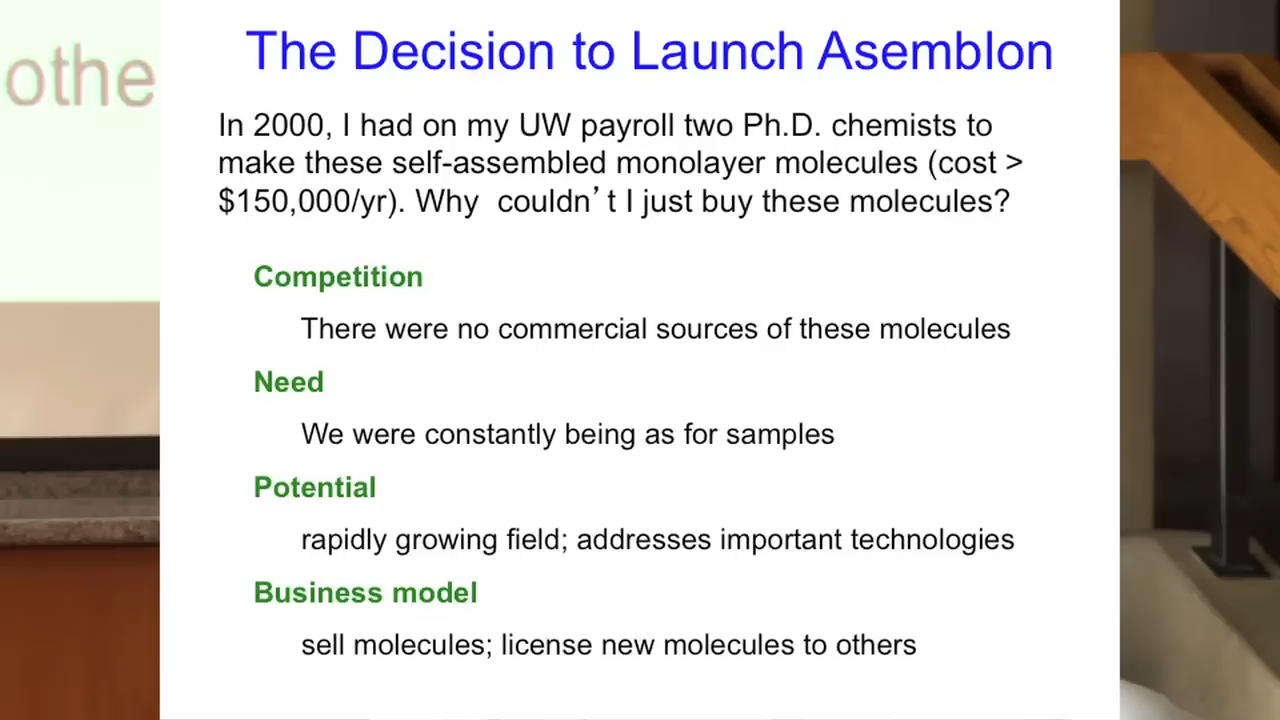 The Decision to Launch Asemblon
othe
In 2000, I had on my UW payroll two Ph.D. chemists to
make these self-assembled monolayer molecules (cost >
$150,000/yr). Why couldn’t I just buy these molecules?
Competition
There were no commercial sources of these molecules
Need
We were constantly being as for samples
Potential
rapidly growing field; addresses important technologies
Business model
sell molecules; license new molecules to others